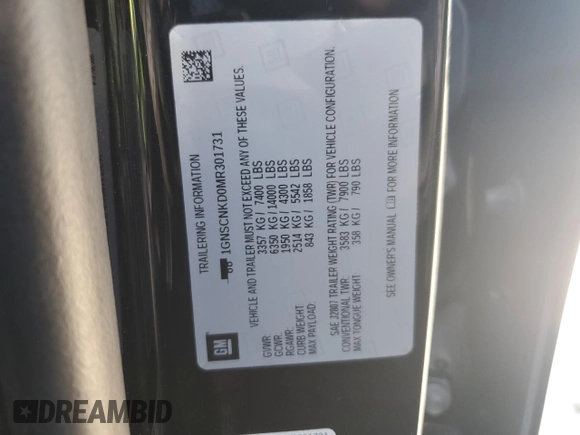 GM
TRAILERING INFORMATION
1GNSCNKD0MR301731
VEHICLE AND TRAILER MUST NOT EXCEED ANY OF THESE VALUES.
GVWR: 3357 KG / 7400 LBS
GCWR: 6350 KG / 14000 LBS
RGAWR: 1950 KG / 4300 LBS
CURB WEIGHT 2514 KG / 5542 LBS
MAX PAYLOAD: 843 KG / 1858 LBS
SAE J2807 TRAILER WEIGHT RATING (TWR) FOR VEHICLE CONFIGURATION.
CONVENTIONAL TWR: 3583 KG / 7900 LBS
MAX TONGUE WEIGHT: 358 KG / 790 LBS
SEE OWNER'S MANUAL FOR MORE INFORMATION
DREAMBID